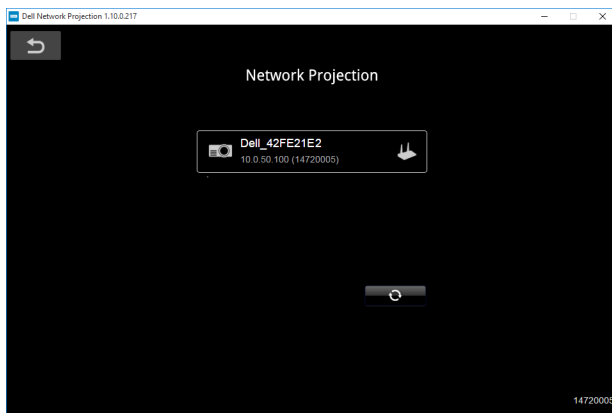 Dell Network Projection 1.10.0.217
Network Projection
Dell_42FE21E2
10.0.50.100 (14720005)
14720005